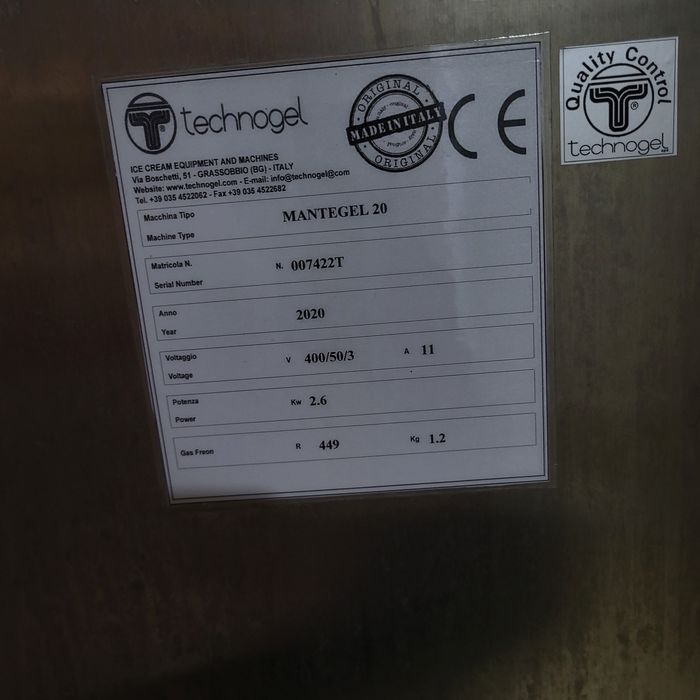 technogel
ICE CREAM EQUIPMENT AND MACHINES
Via Boschetti, 51 - GRASSOBBIO (BG) - ITALY
Website: www.technogel.com - E-mail: info@technogel.com
Tel. +39 035 4522062 - Fax +39 035 4522682
ORIGINAL
MADE IN ITALY
ORIGINAL
CE
Quality Control
technogel
Macchina Tipo
Machine Type
MANTEGEL 20
Matricola N.
Serial Number
N. 007422T
Anno
Year
2020
Voltaggio
Voltage
V 400/50/3 A 11
Potenza
Power
Kw 2.6
Gas Freon R 449 Kg 1.2